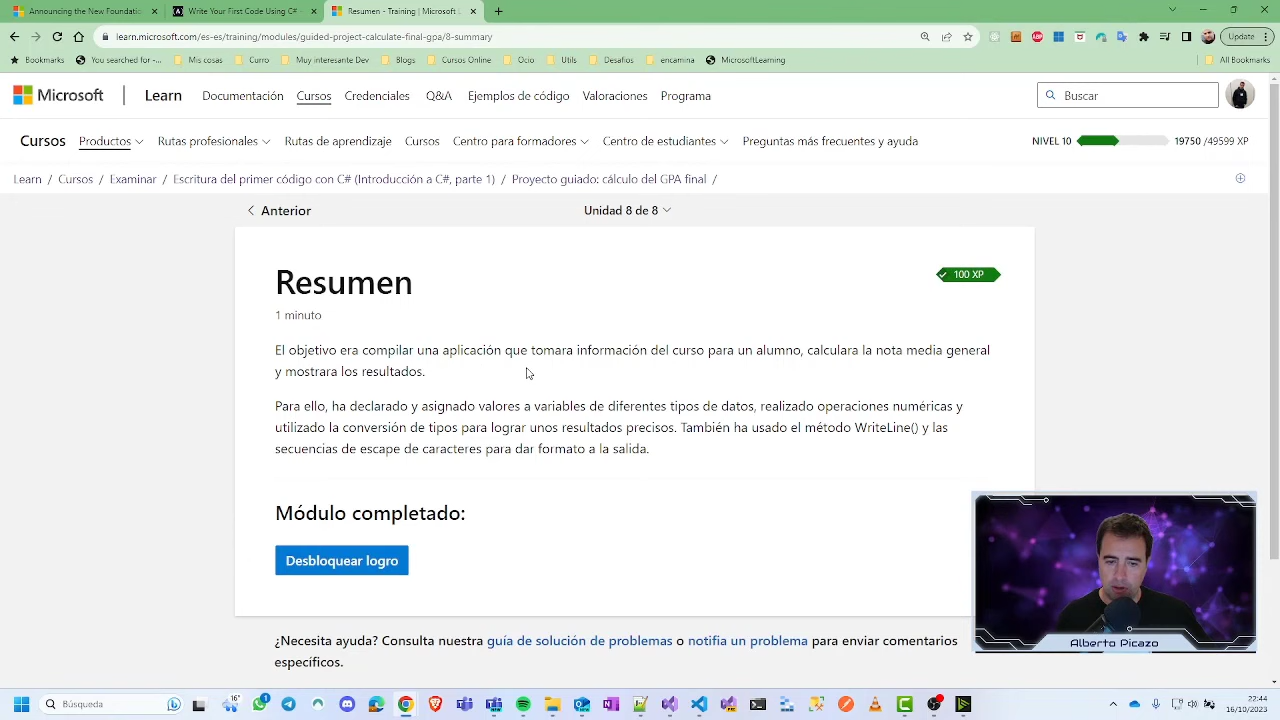 Announcing the New Foundatio
Write Your First Code Using C#
Resumen - Training | Microsoft L
learn.microsoft.com/es-es/training/modules/guided-project-calculate-final-gpa/8-summary
Update
Bookmarks
You searched for -...
Mis cosas
Curro
Muy interesante Dev
Blogs
Cursos Online
Ocio
Utils
Desafios
encamina
MicrosoftLearning
All Bookmarks
Microsoft
Learn
Documentación
Cursos
Credenciales
Q&A
Ejemplos de código
Valoraciones
Programa
Buscar
Cursos
Productos
Rutas profesionales
Rutas de aprendizaje
Cursos
Centro para formadores
Centro de estudiantes
Preguntas más frecuentes y ayuda
NIVEL 10
19750 /49599 XP
Learn / Cursos / Examinar / Escritura del primer código con C# (Introducción a C#, parte 1) / Proyecto guiado: cálculo del GPA final /
Anterior
Unidad 8 de 8
Resumen
100 XP
1 minuto
El objetivo era compilar una aplicación que tomara información del curso para un alumno, calculara la nota media general
y mostrara los resultados.
Para ello, ha declarado y asignado valores a variables de diferentes tipos de datos, realizado operaciones numéricas y
utilizado la conversión de tipos para lograr unos resultados precisos. También ha usado el método WriteLine() y las
secuencias de escape de caracteres para dar formato a la salida.
Módulo completado:
Desbloquear logro
¿Necesita ayuda? Consulta nuestra guía de solución de problemas o notifia un problema para enviar comentarios
específicos.
Alberto Picazo
Búsqueda
16°
1
22:44
16/10/2023